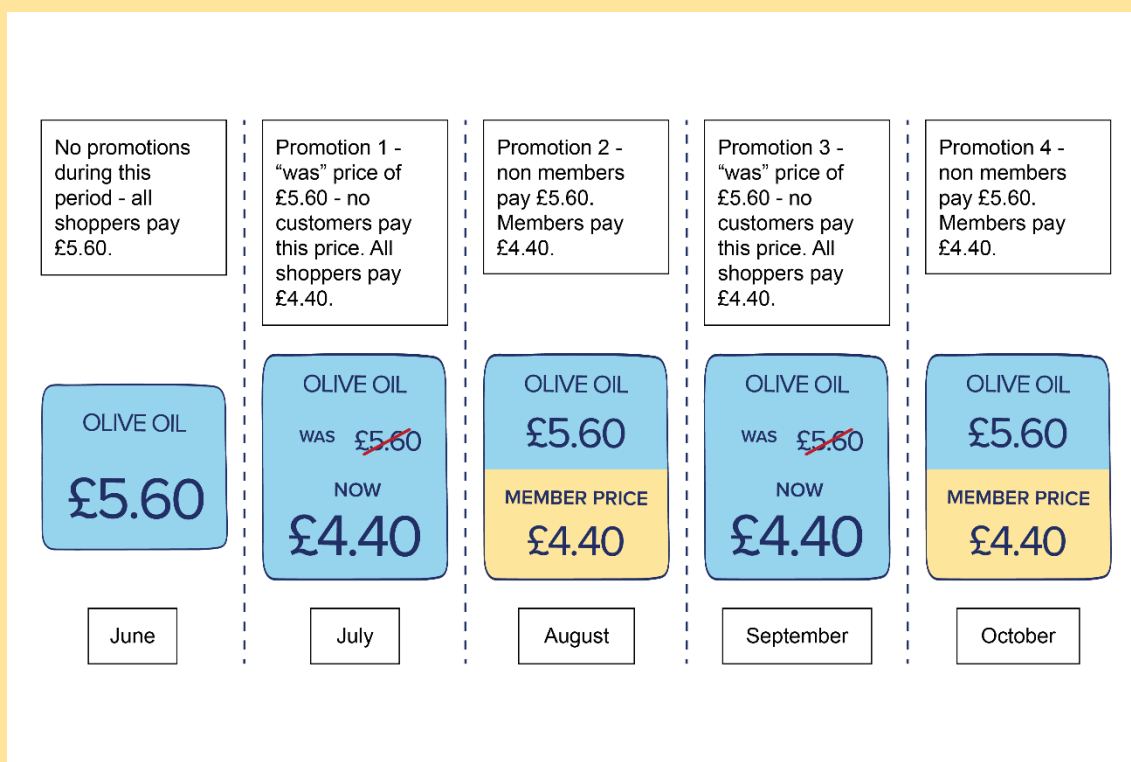 No promotions
during this
period - all
shoppers pay
£5.60.
Promotion 1 -
“was” price of
£5.60 - no
customers pay
this price. All
shoppers pay
£4.40.
Promotion 2 -
non members
pay £5.60.
Members pay
£4.40.
Promotion 3 -
“was” price of
£5.60 - no
customers pay
this price. All
shoppers pay
£4.40.
Promotion 4 -
non members
pay £5.60.
Members pay
£4.40.
OLIVE OIL
£5.60
OLIVE OIL
WAS £5.60
NOW
£4.40
OLIVE OIL
£5.60
MEMBER PRICE
£4.40
OLIVE OIL
WAS £5.60
NOW
£4.40
OLIVE OIL
£5.60
MEMBER PRICE
£4.40
June
July
August
September
October